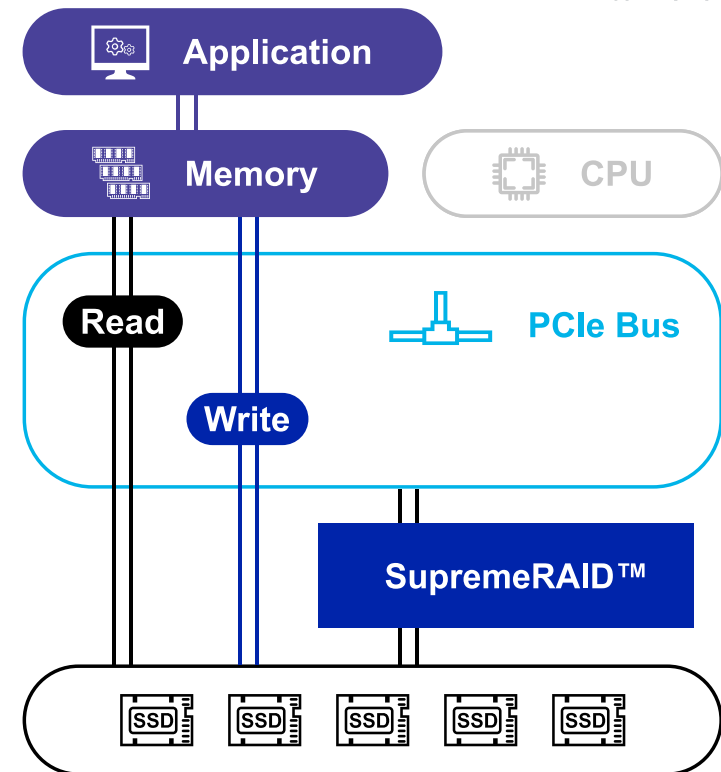 Application
Memory
CPU
Read
PCIe Bus
Write
SupremeRAID™
SSD SSD SSD SSD SSD